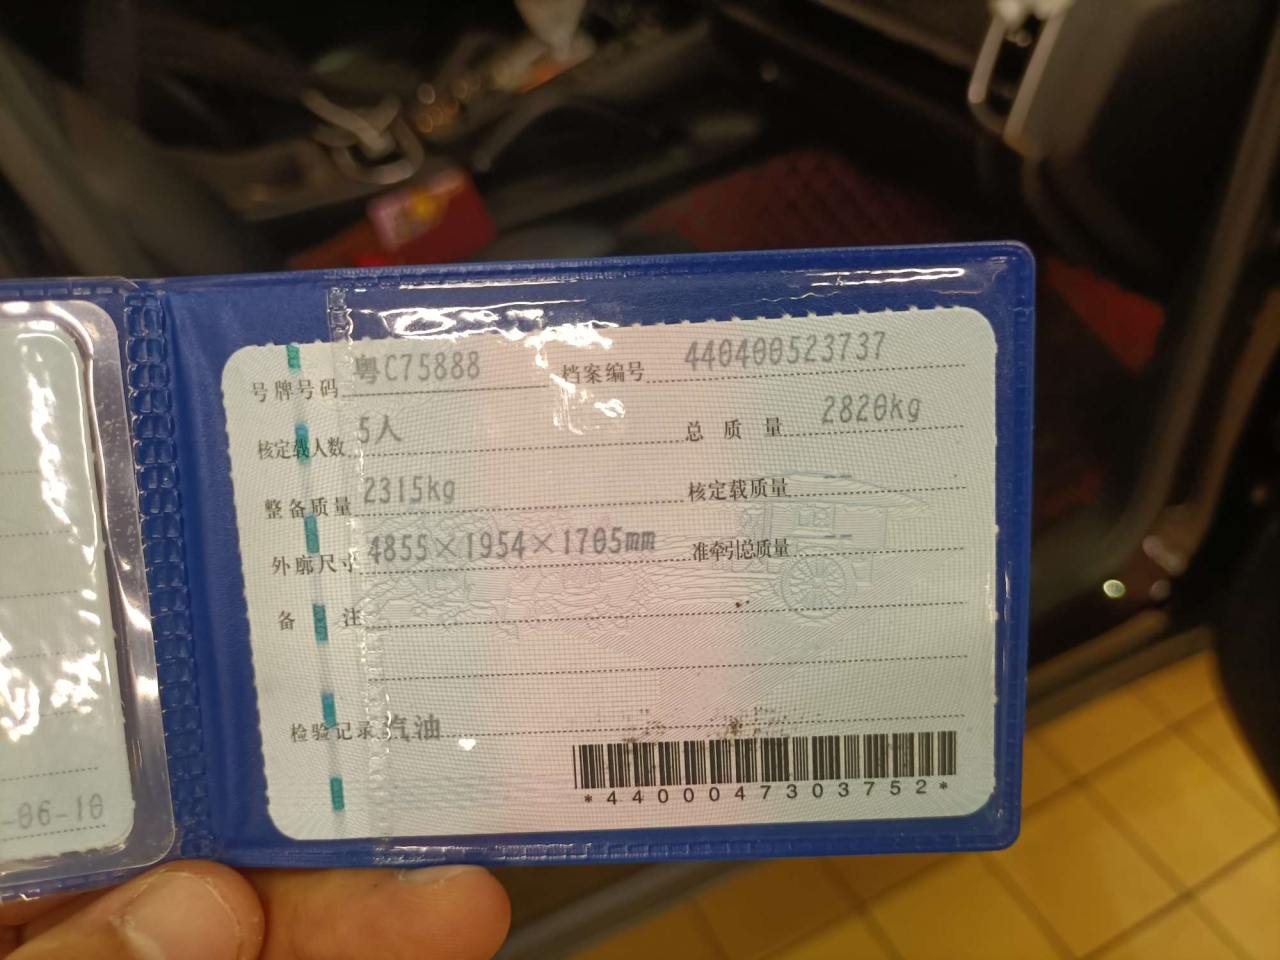 号牌号码 粤C75888 档案编号 440400523737
核定载人数 5人 总质量 2820kg
整备质量 2315kg 核定载质量 --
外廓尺寸 4855×1954×1705mm 准牵引总质量 --
备注
检验记录 汽油
*4400047303752*
-06-10